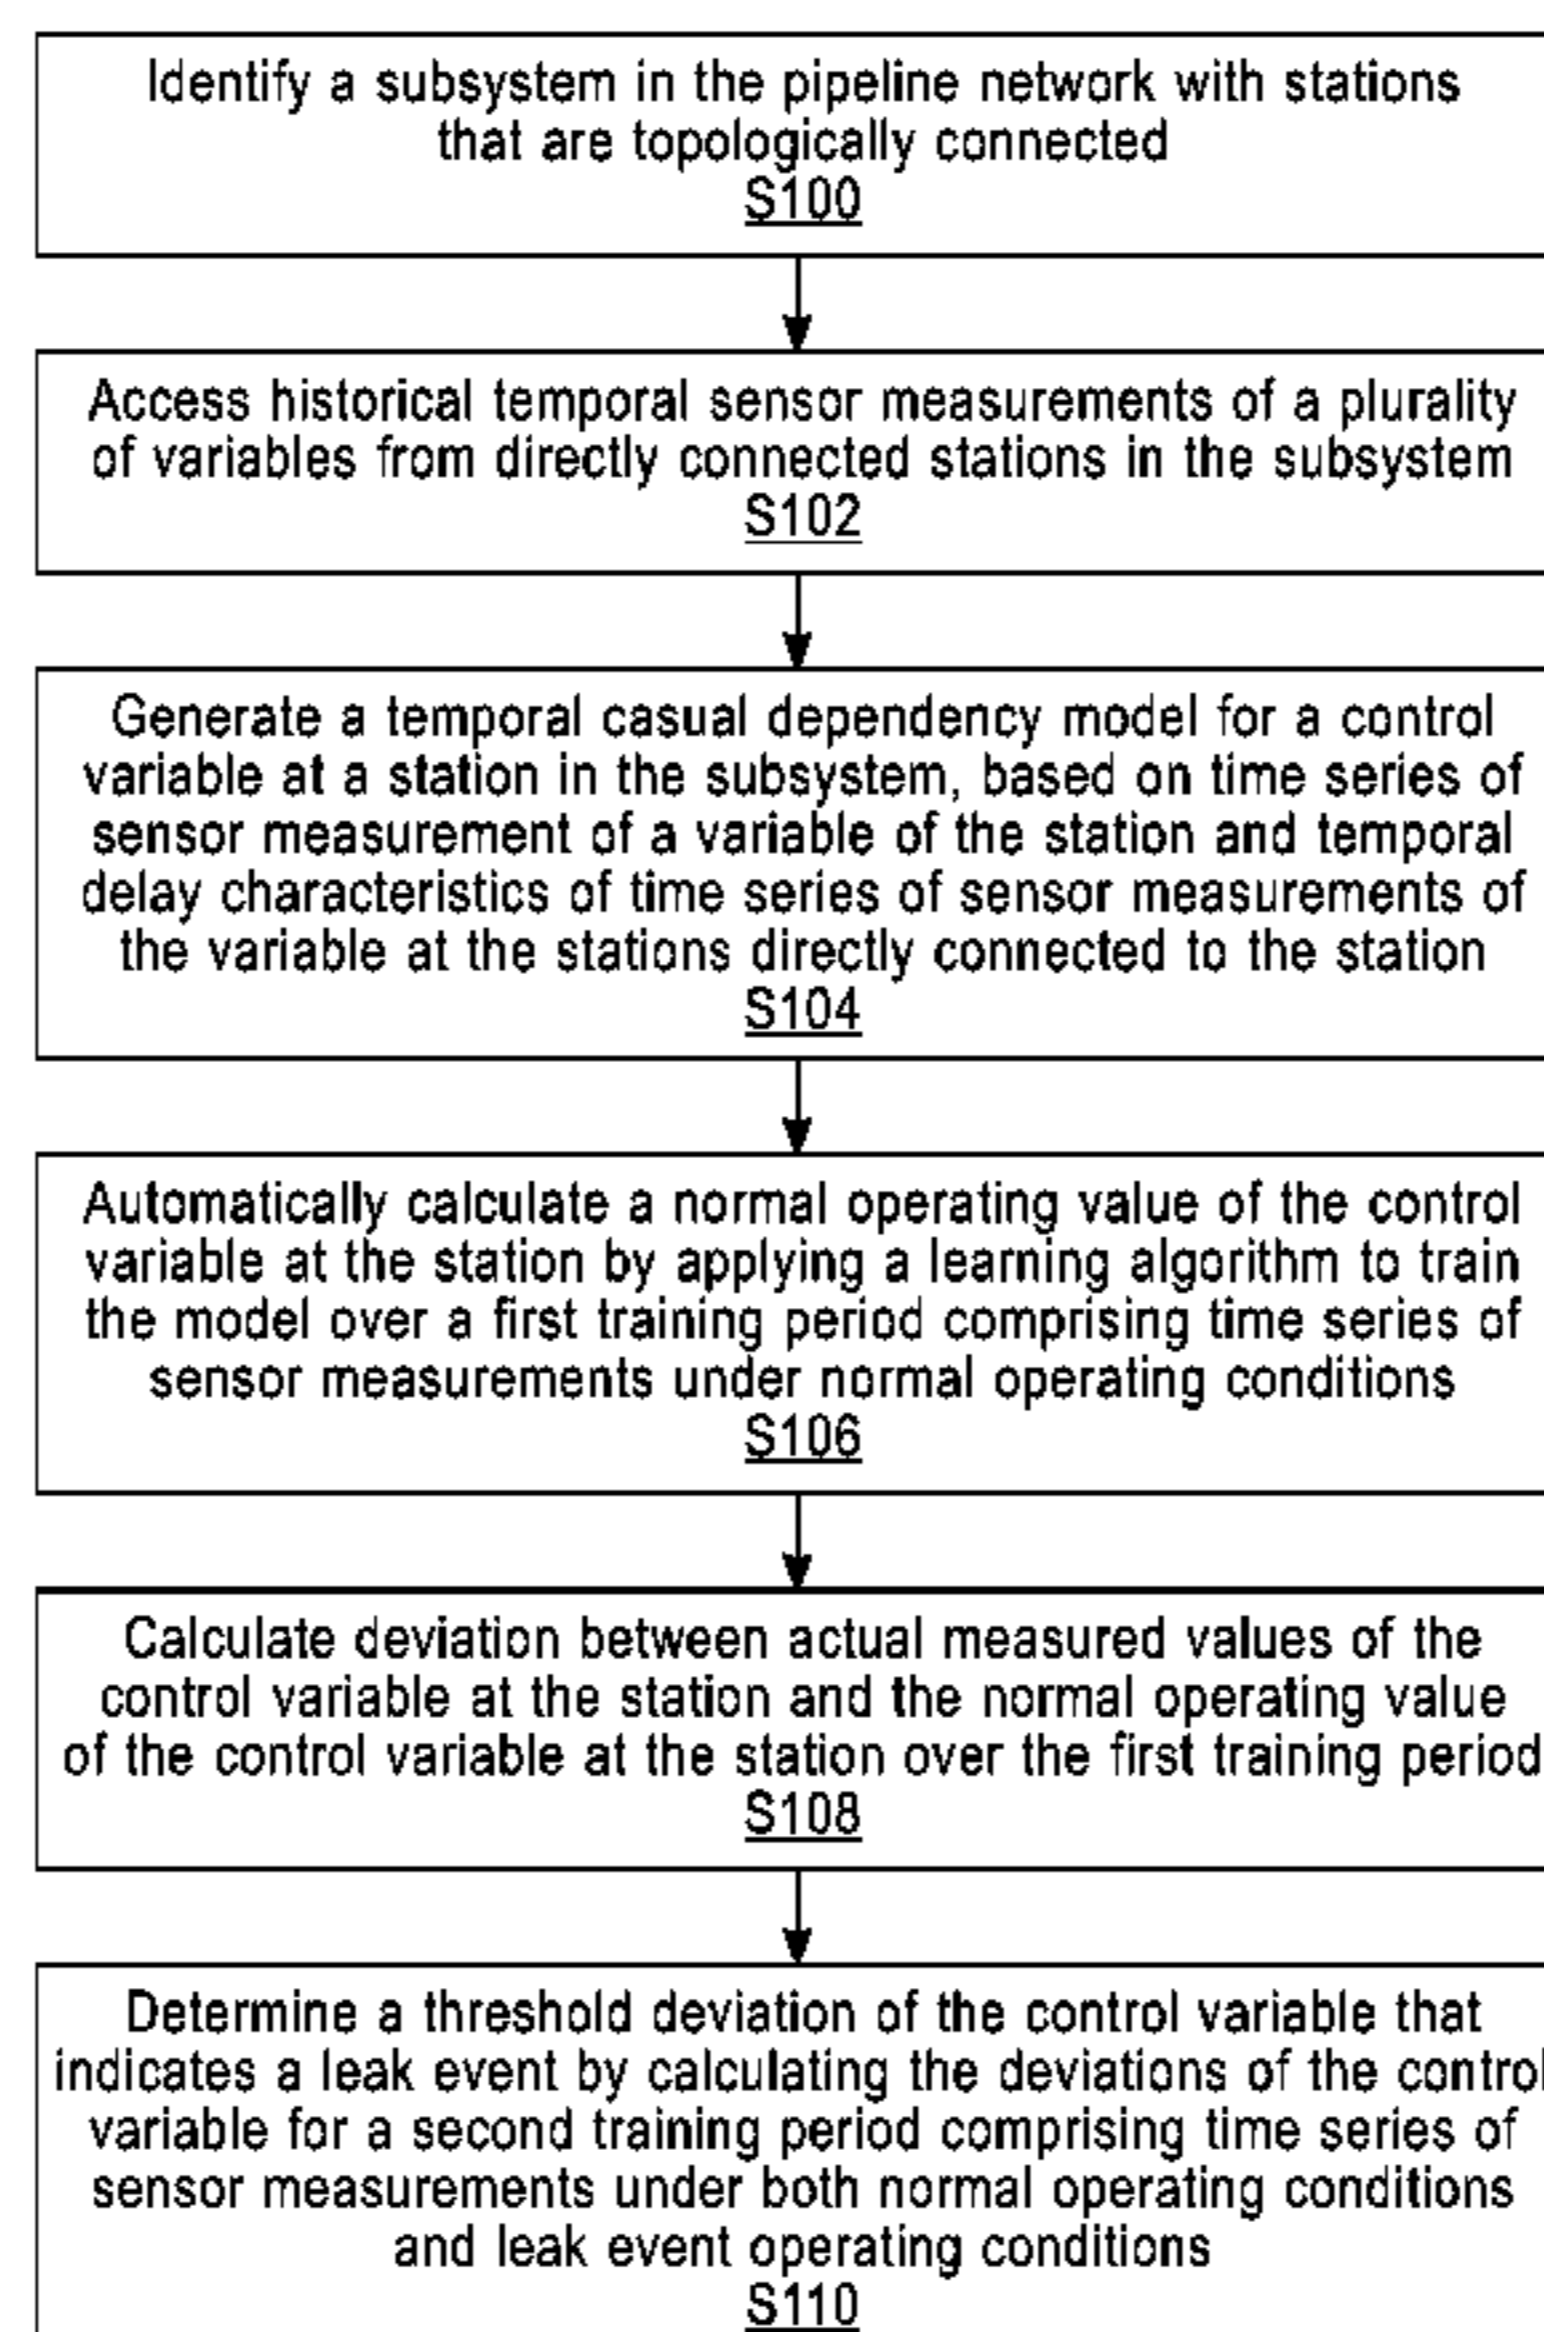 Identify a subsystem in the pipeline network with stations
that are topologically connected
S100
Access historical temporal sensor measurements of a plurality
of variables from directly connected stations in the subsystem
S102
Generate a temporal casual dependency model for a control
variable at a station in the subsystem, based on time series of
sensor measurement of a variable of the station and temporal
delay characteristics of time series of sensor measurements of
the variable at the stations directly connected to the station
S104
Automatically calculate a normal operating value of the control
variable at the station by applying a learning algorithm to train
the model over a first training period comprising time series of
sensor measurements under normal operating conditions
S106
Calculate deviation between actual measured values of the
control variable at the station and the normal operating value
of the control variable at the station over the first training period
S108
Determine a threshold deviation of the control variable that
indicates a leak event by calculating the deviations of the control
variable for a second training period comprising time series of
sensor measurements under both normal operating conditions
and leak event operating conditions
S110